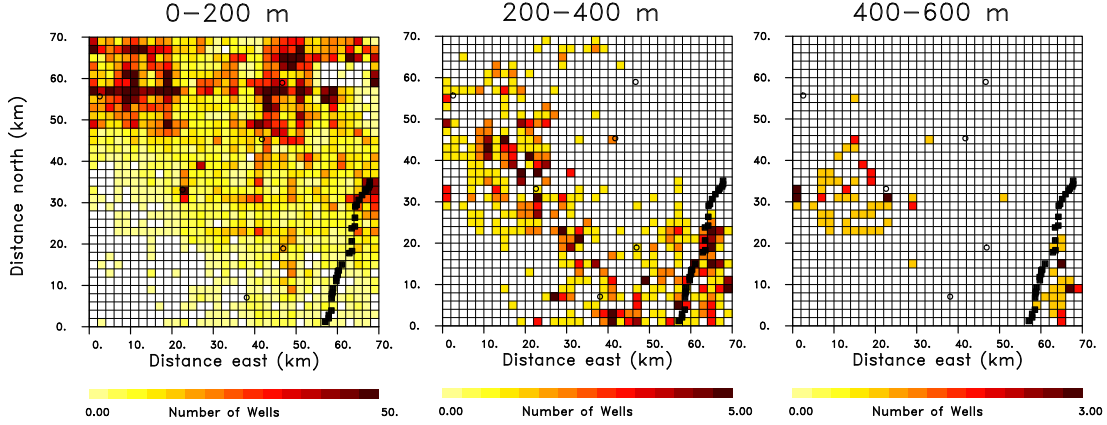 0-200 m
200-400 m
400-600 m
Distance north (km)
70.
60.
50.
40.
30.
20.
10.
0.
70.
60.
50.
40.
30.
20.
10.
0.
70.
60.
50.
40.
30.
20.
10.
0.
0. 10. 20. 30. 40. 50. 60. 70.
0. 10. 20. 30. 40. 50. 60. 70.
0. 10. 20. 30. 40. 50. 60. 70.
Distance east (km)
Distance east (km)
Distance east (km)
0.00 Number of Wells 50.
0.00 Number of Wells 5.00
0.00 Number of Wells 3.00